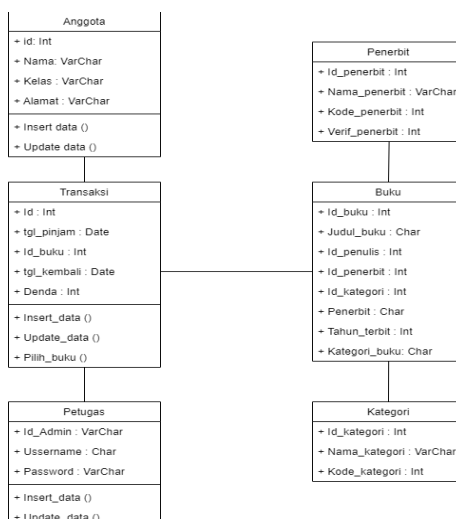 Anggota
+ id: Int
+ Nama: VarChar
+ Kelas : VarChar
+ Alamat : VarChar
+ Insert data ()
+ Update data ()
Transaksi
+ Id : Int
+ tgl_pinjam : Date
+ Id_buku : Int
+ tgl_kembali : Date
+ Denda : Int
+ Insert_data ()
+ Update_data ()
+ Pilih_buku ()
Petugas
+ Id_Admin : VarChar
+ Ussername : Char
+ Password : VarChar
+ Insert_data ()
+ Update_data ()
Penerbit
+ Id_penerbit : Int
+ Nama_penerbit : VarChar
+ Kode_penerbit : Int
+ Verif_penerbit : Int
Buku
+ Id_buku : Int
+ Judul_buku : Char
+ Id_penulis : Int
+ Id_penerbit : Int
+ Id_kategori : Int
+ Penerbit : Char
+ Tahun_terbit : Int
+ Kategori_buku: Char
Kategori
+ Id_kategori : Int
+ Nama_kategori : VarChar
+ Kode_kategori : Int